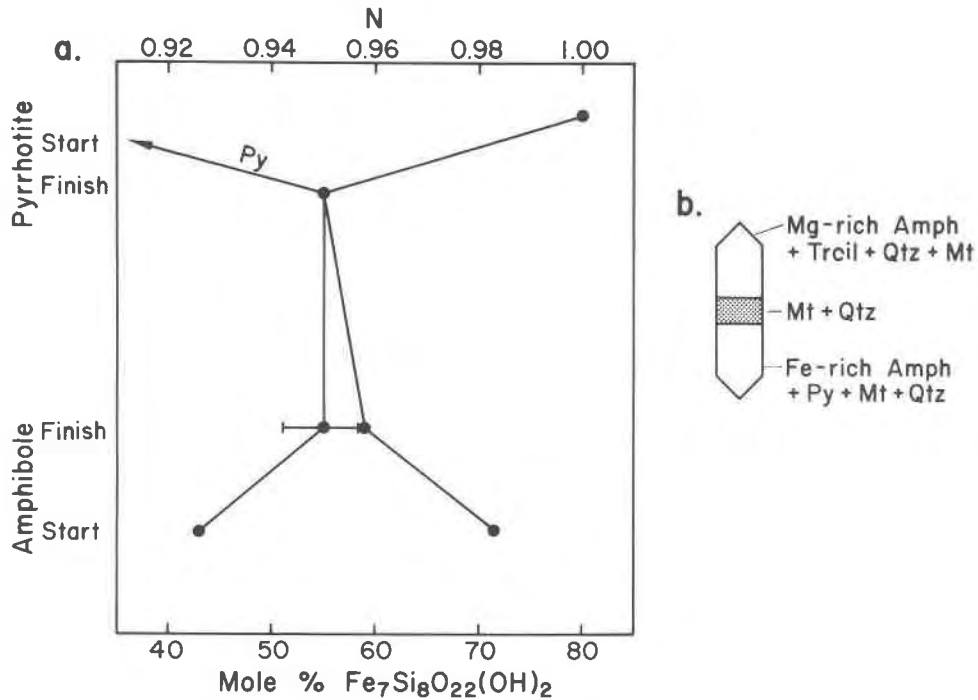 N
a.
0.92 0.94 0.96 0.98 1.00
Pyrrhotite
Start
Finish
Py
Amphibole
Finish
Start
40 50 60 70 80
Mole % Fe₇Si₈O₂₂(OH)₂
b.
Mg-rich Amph
+ Troil + Qtz + Mt
Mt + Qtz
Fe-rich Amph
+ Py + Mt + Qtz